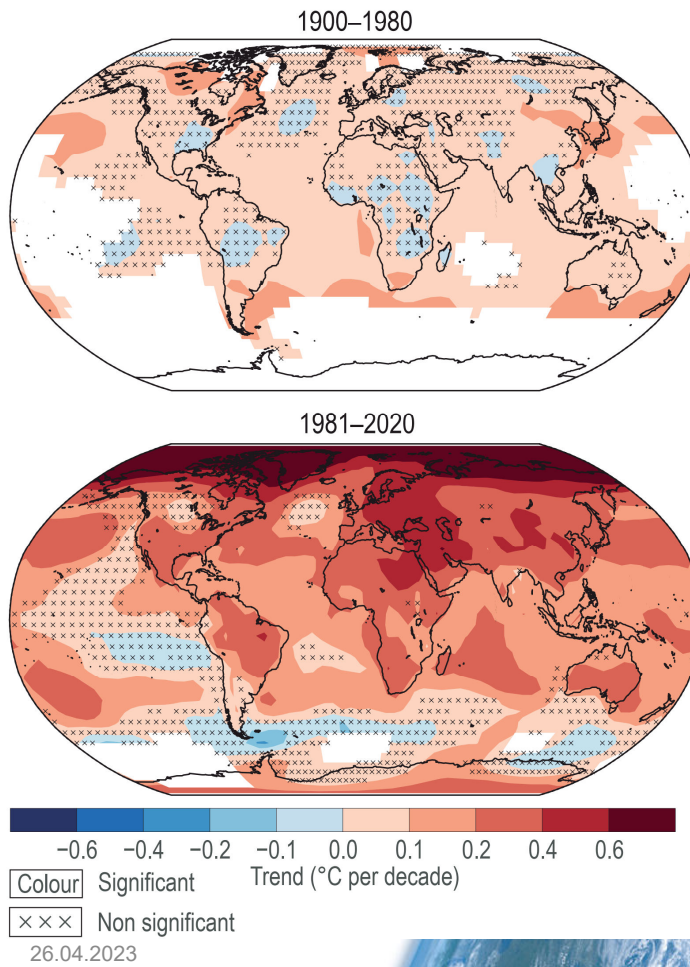 1900–1980
1981–2020
−0.6 −0.4 −0.2 −0.1 0.0 0.1 0.2 0.4 0.6
Trend (°C per decade)
Colour Significant
××× Non significant
26.04.2023